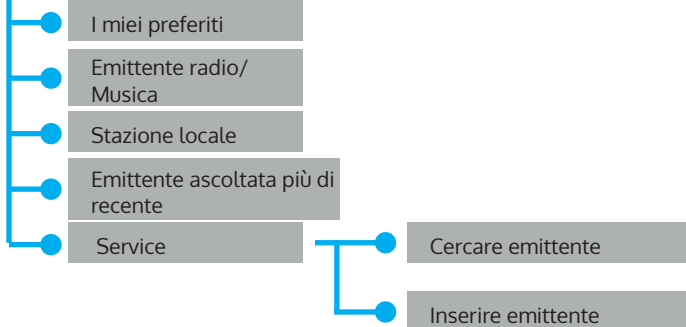 I miei preferiti
Emittente radio/
Musica
Stazione locale
Emittente ascoltata più di
recente
Service
Cercare emittente
Inserire emittente